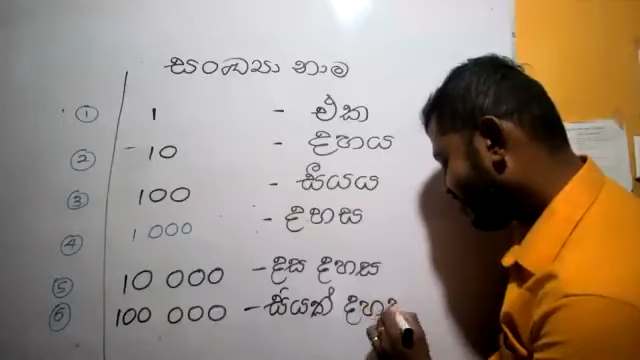 සංඛ්‍යා නාම
1 1 - එක
2 - 10 - දහය
3 100 - සීයය
4 1 000 - දහස
5 10 000 - දස දහස
6 100 000 - සියක් දහස